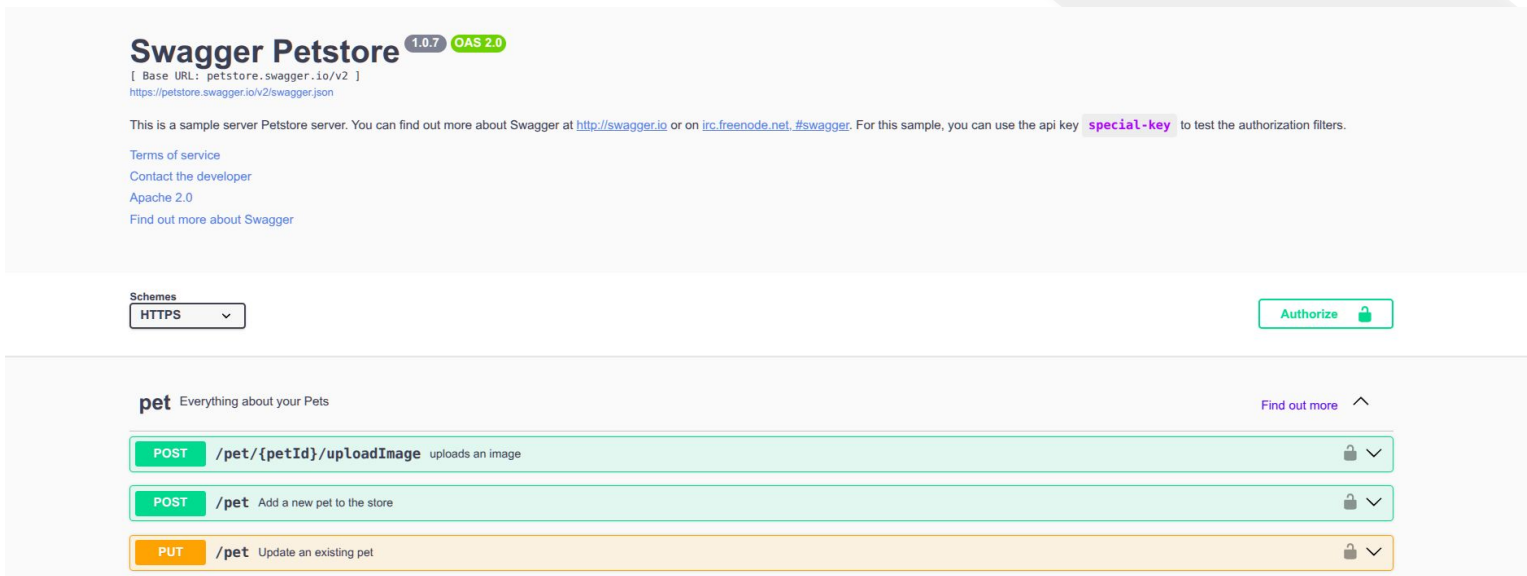 Swagger Petstore 1.0.7 OAS 2.0
[ Base URL: petstore.swagger.io/v2 ]
https://petstore.swagger.io/v2/swagger.json
This is a sample server Petstore server. You can find out more about Swagger at http://swagger.io or on irc.freenode.net, #swagger. For this sample, you can use the api key special-key to test the authorization filters.
Terms of service
Contact the developer
Apache 2.0
Find out more about Swagger
Schemes
HTTPS
Authorize
pet Everything about your Pets Find out more
POST /pet/{petId}/uploadImage uploads an image
POST /pet Add a new pet to the store
PUT /pet Update an existing pet